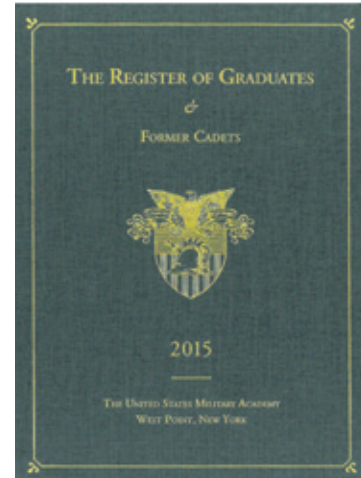 THE REGISTER OF GRADUATES
&
FORMER CADETS
2015
THE UNITED STATES MILITARY ACADEMY
WEST POINT, NEW YORK